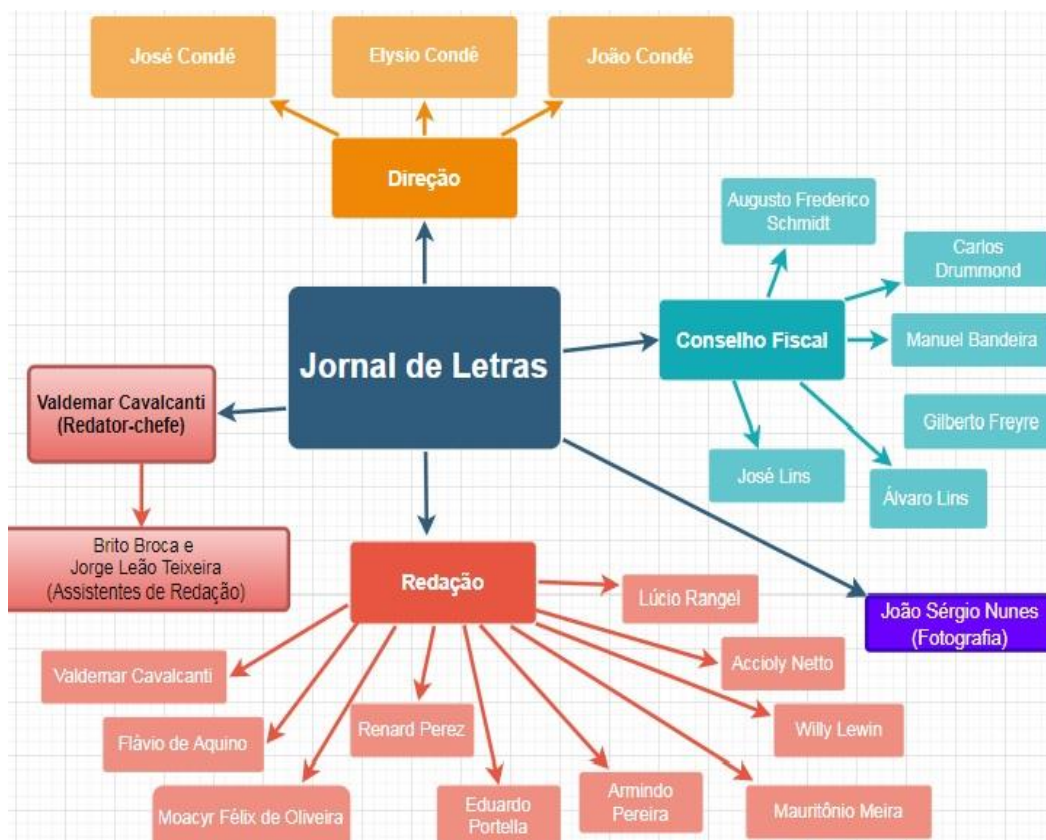 José Condé
Elysio Condé
João Condé
Direção
Augusto Frederico
Schmidt
Carlos
Drummond
Jornal de Letras
Conselho Fiscal
Manuel Bandeira
Valdemar Cavalcanti
(Redator-chefe)
Gilberto Freyre
José Lins
Álvaro Lins
Brito Broca e
Jorge Leão Teixeira
(Assistentes de Redação)
Redação
Lúcio Rangel
João Sérgio Nunes
(Fotografia)
Valdemar Cavalcanti
Accioly Netto
Flávio de Aquino
Renard Perez
Willy Lewin
Moacyr Félix de Oliveira
Eduardo
Portella
Armindo
Pereira
Mauritônio Meira